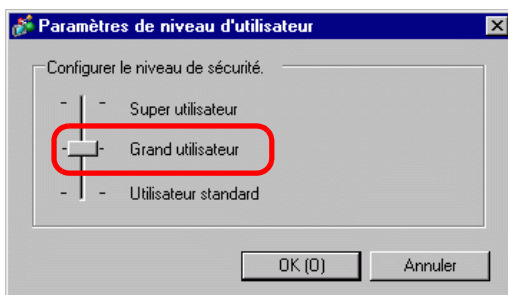 Paramètres de niveau d'utilisateur
Configurer le niveau de sécurité.
Super utilisateur
Grand utilisateur
Utilisateur standard
OK (O)
Annuler